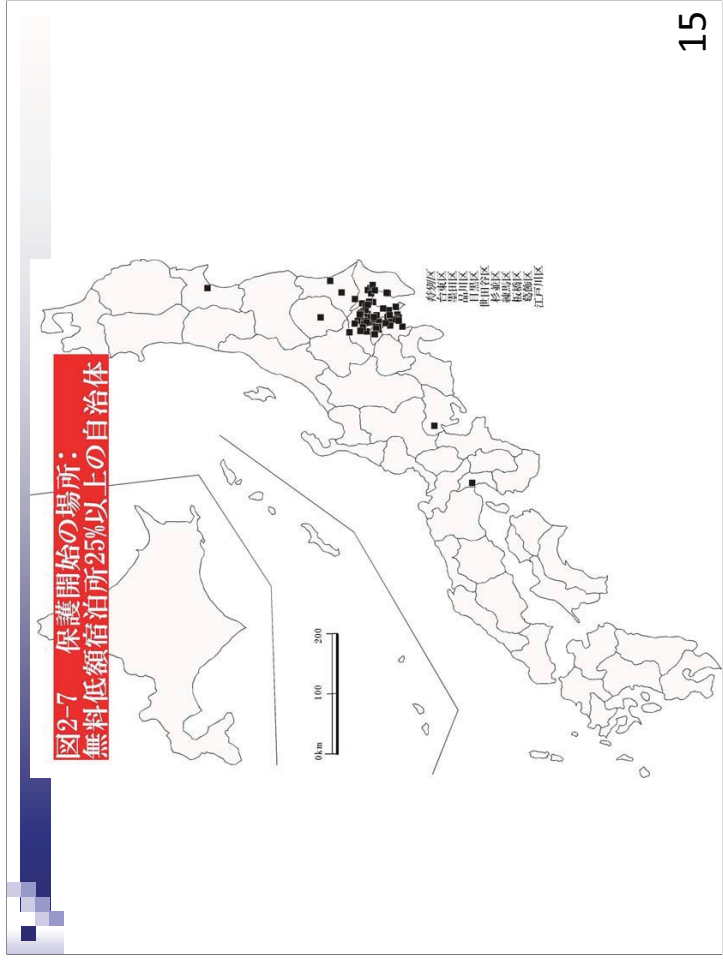 図2-7　保護開始の場所：
無料低額宿泊所25%以上の自治体
0km 100 200
特別区
台東区
墨田区
品川区
目黒区
世田谷区
杉並区
練馬区
板橋区
葛飾区
江戸川区
15